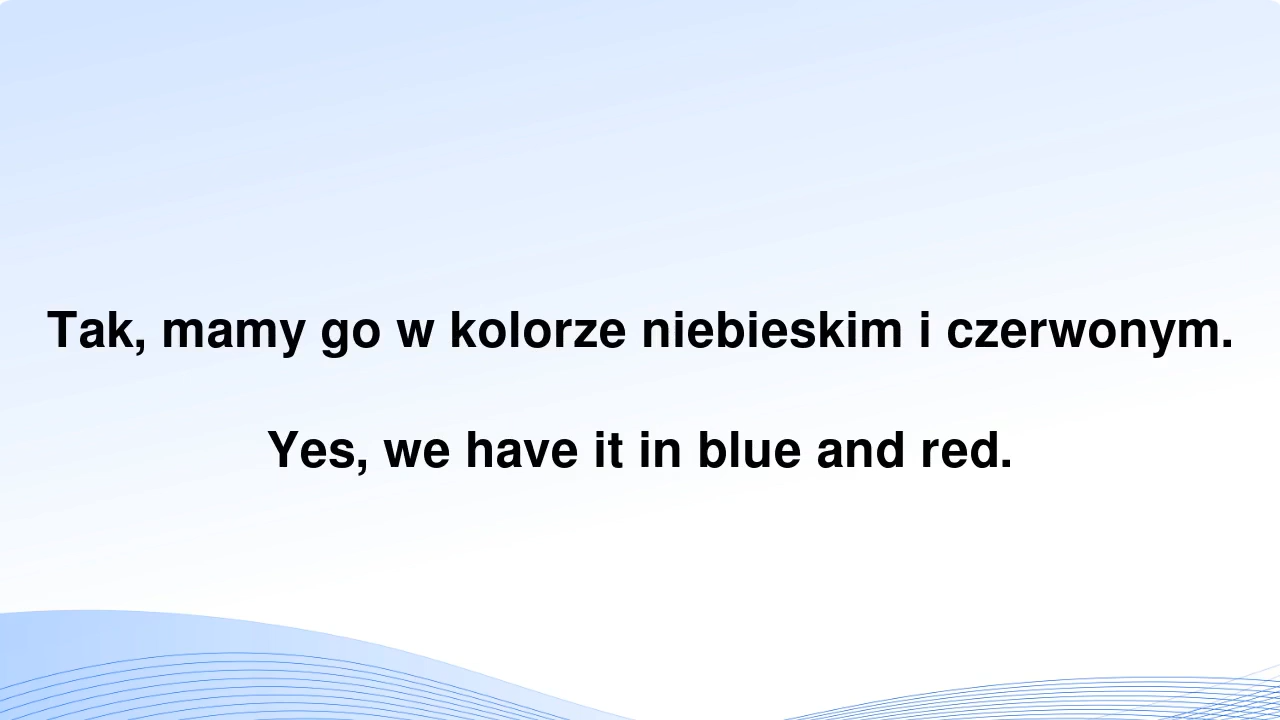 Tak, mamy go w kolorze niebieskim i czerwonym.
Yes, we have it in blue and red.